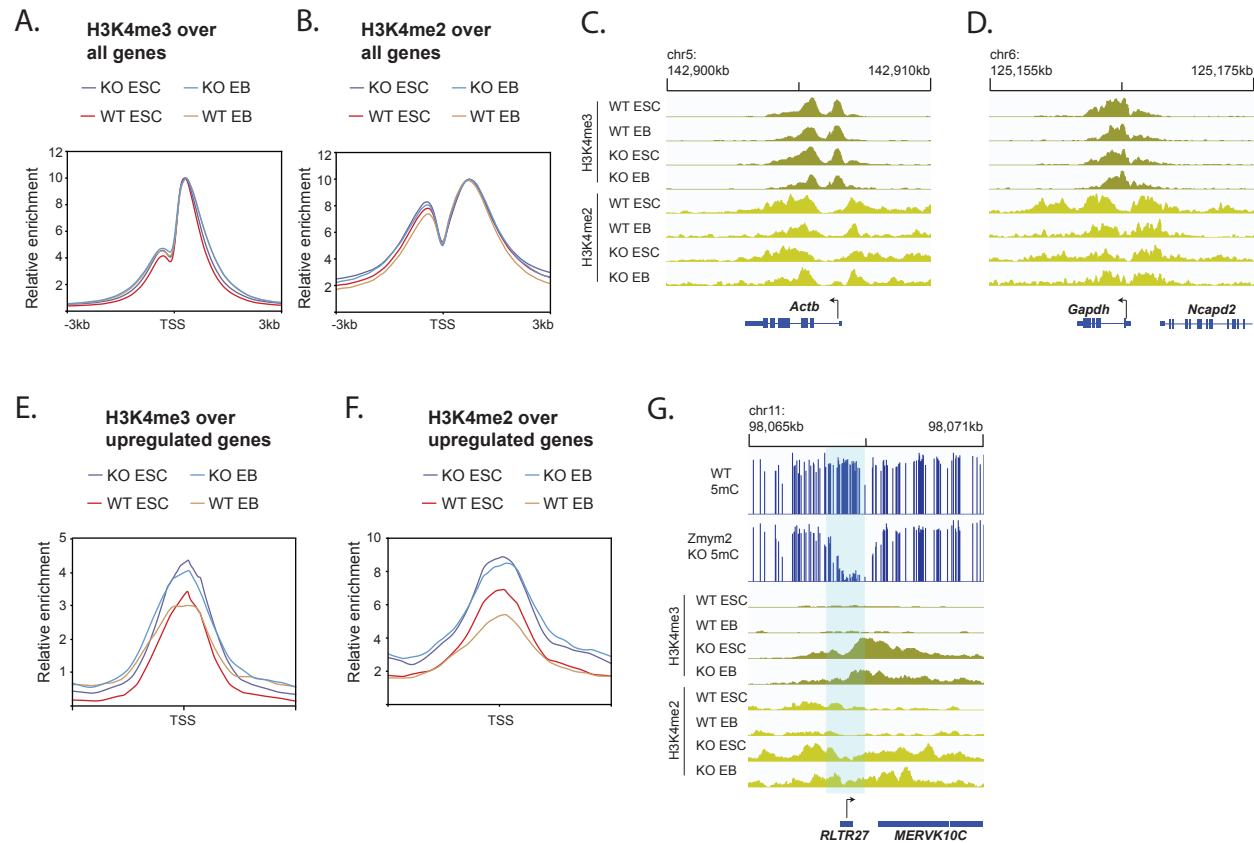 A.
H3K4me3 over
all genes
KO ESC KO EB
WT ESC WT EB
Relative enrichment
12
10
8
6
4
2
-3kb TSS 3kb
B.
H3K4me2 over
all genes
KO ESC KO EB
WT ESC WT EB
Relative enrichment
12
10
8
6
4
2
-3kb TSS 3kb
C.
chr5:
142,900kb 142,910kb
H3K4me3
WT ESC
WT EB
KO ESC
KO EB
H3K4me2
WT ESC
WT EB
KO ESC
KO EB
Actb
D.
chr6:
125,155kb 125,175kb
Gapdh Ncapd2
E.
H3K4me3 over
upregulated genes
KO ESC KO EB
WT ESC WT EB
Relative enrichment
5
4
3
2
1
TSS
F.
H3K4me2 over
upregulated genes
KO ESC KO EB
WT ESC WT EB
Relative enrichment
10
8
6
4
2
TSS
G.
chr11:
98,065kb 98,071kb
WT
5mC
Zmym2
KO 5mC
H3K4me3
WT ESC
WT EB
KO ESC
KO EB
H3K4me2
WT ESC
WT EB
KO ESC
KO EB
RLTR27 MERVK10C